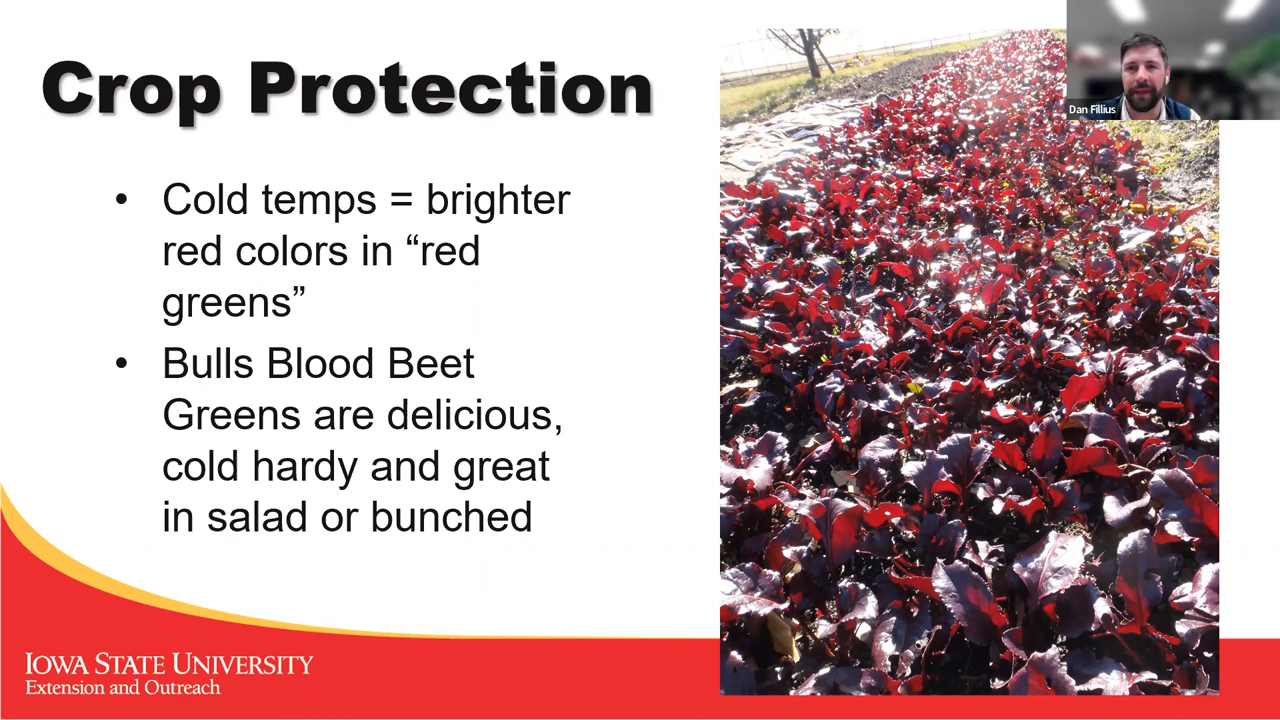 Crop Protection
Dan Fillius
• Cold temps = brighter
red colors in “red
greens”
• Bulls Blood Beet
Greens are delicious,
cold hardy and great
in salad or bunched
IOWA STATE UNIVERSITY
Extension and Outreach